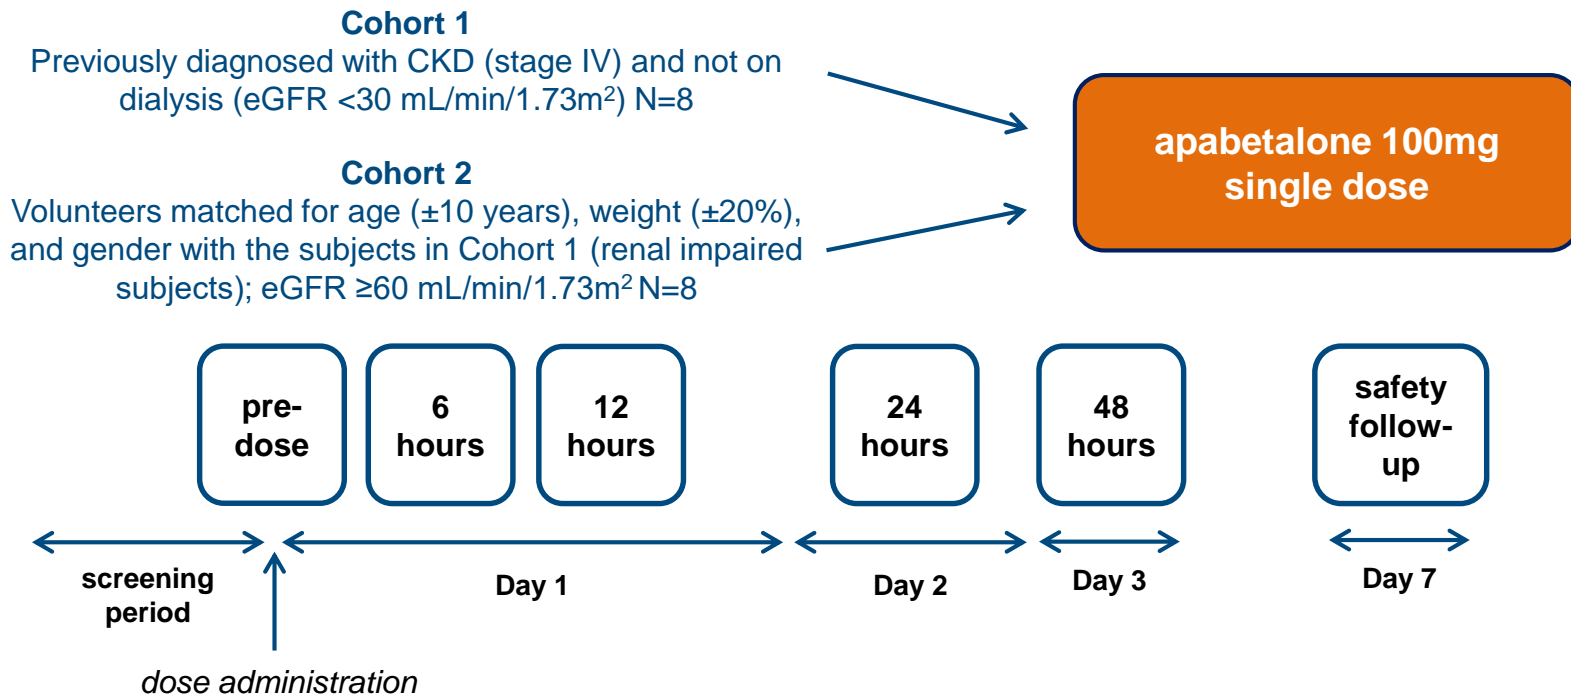 Cohort 1
Previously diagnosed with CKD (stage IV) and not on
dialysis (eGFR <30 mL/min/1.73m²) N=8
Cohort 2
Volunteers matched for age (±10 years), weight (±20%),
and gender with the subjects in Cohort 1 (renal impaired
subjects); eGFR ≥60 mL/min/1.73m² N=8
apabetalone 100mg
single dose
pre-
dose
6
hours
12
hours
24
hours
48
hours
safety
follow-
up
screening
period
Day 1
Day 2
Day 3
Day 7
dose administration